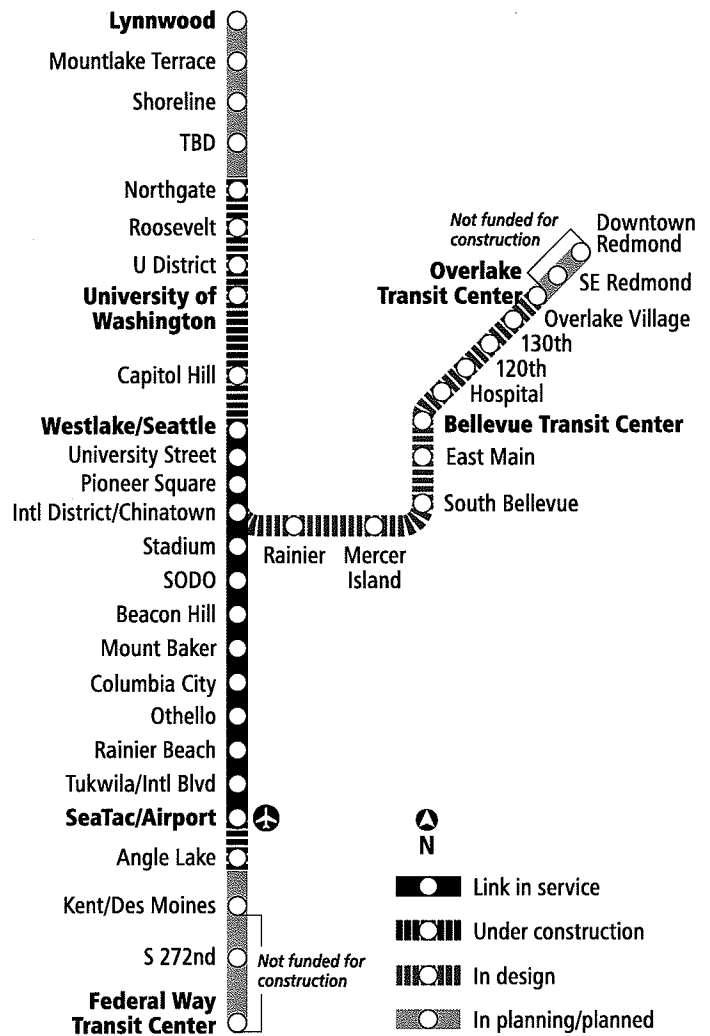 Lynnwood
Mountlake Terrace
Shoreline
TBD
Northgate
Roosevelt
U District
University of
Washington
Capitol Hill
Westlake/Seattle
University Street
Pioneer Square
Intl District/Chinatown
Stadium
SODO
Beacon Hill
Mount Baker
Columbia City
Othello
Rainier Beach
Tukwila/Intl Blvd
SeaTac/Airport
Angle Lake
Kent/Des Moines
S 272nd
Federal Way
Transit Center
Not funded for
construction
Rainier
Mercer
Island
South Bellevue
East Main
Bellevue Transit Center
Hospital
120th
130th
Overlake Village
Overlake
Transit Center
SE Redmond
Downtown
Redmond
Not funded for
construction
N
Link in service
Under construction
In design
In planning/planned